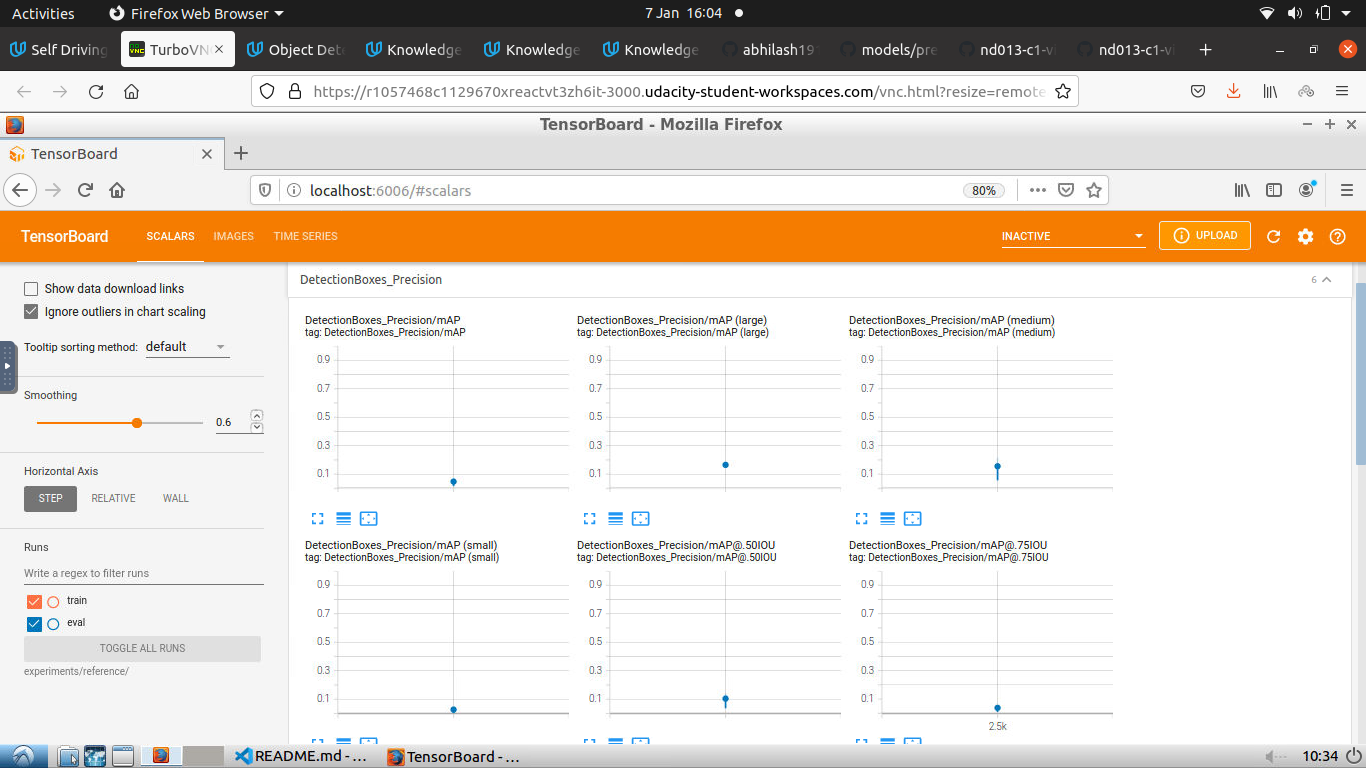 Activities Firefox Web Browser 7 Jan 16:04
Self Driving TurboVN Object Det Knowledge Knowledge Knowledge abhilash19 models/pre nd013-c1-vi nd013-c1-vi
https://r1057468c1129670xreactvt3zh6it-3000.udacity-student-workspaces.com/vnc.html?resize=remote
TensorBoard - Mozilla Firefox
TensorBoard
localhost:6006/#scalars 80%
TensorBoard SCALARS IMAGES TIME SERIES INACTIVE UPLOAD
Show data download links
Ignore outliers in chart scaling
Tooltip sorting method: default
Smoothing
0.6
Horizontal Axis
STEP RELATIVE WALL
Runs
Write a regex to filter runs
train
eval
TOGGLE ALL RUNS
experiments/reference/
DetectionBoxes_Precision 6
DetectionBoxes_Precision/mAP
tag: DetectionBoxes_Precision/mAP
0.9
0.7
0.5
0.3
0.1
DetectionBoxes_Precision/mAP (large)
tag: DetectionBoxes_Precision/mAP (large)
0.9
0.7
0.5
0.3
0.1
DetectionBoxes_Precision/mAP (medium)
tag: DetectionBoxes_Precision/mAP (medium)
0.9
0.7
0.5
0.3
0.1
DetectionBoxes_Precision/mAP (small)
tag: DetectionBoxes_Precision/mAP (small)
0.9
0.7
0.5
0.3
0.1
DetectionBoxes_Precision/mAP@.50IOU
tag: DetectionBoxes_Precision/mAP@.50IOU
0.9
0.7
0.5
0.3
0.1
DetectionBoxes_Precision/mAP@.75IOU
tag: DetectionBoxes_Precision/mAP@.75IOU
0.9
0.7
0.5
0.3
0.1
2.5k
README.md - ... TensorBoard - ... 10:34